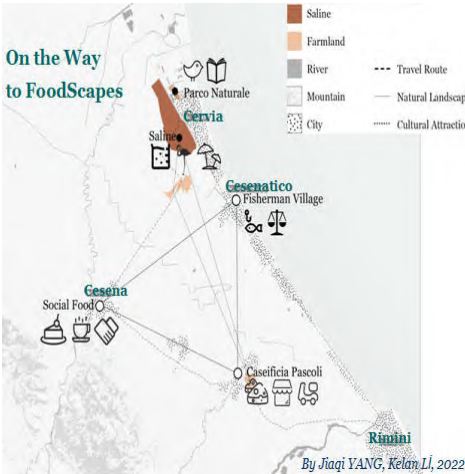 On the Way
to FoodScapes
Saline
Farmland
River
Mountain
City
Travel Route
Natural Landscap
Cultural Attractio
Parco Naturale
Cervia
Saline
Cesenatico
Fisherman Village
Cesena
Social Food
Caseificia Pascoli
Rimini
By Jiaqi YANG, Kelan Lİ, 2022